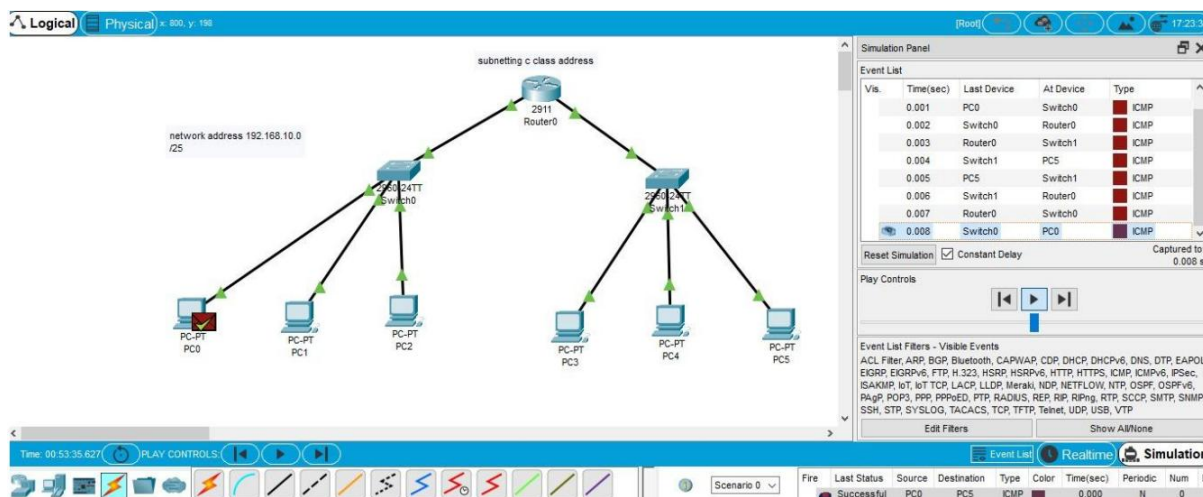 Logical Physical x: 800, y: 198 [Root] 17:23:3
subnetting c class address
2911
Router0
network address 192.168.10.0
/25
2960-24TT
Switch0
2960-24TT
Switch1
PC-PT
PC0
PC-PT
PC1
PC-PT
PC2
PC-PT
PC3
PC-PT
PC4
PC-PT
PC5
Simulation Panel
Event List
Vis. Time(sec) Last Device At Device Type
0.001 PC0 Switch0 ICMP
0.002 Switch0 Router0 ICMP
0.003 Router0 Switch1 ICMP
0.004 Switch1 PC5 ICMP
0.005 PC5 Switch1 ICMP
0.006 Switch1 Router0 ICMP
0.007 Router0 Switch0 ICMP
0.008 Switch0 PC0 ICMP
Reset Simulation Constant Delay Captured to:
0.008 s
Play Controls
Event List Filters - Visible Events
ACL Filter, ARP, BGP, Bluetooth, CAPWAP, CDP, DHCP, DHCPv6, DNS, DTP, EAPOL
EIGRP, EIGRPv6, FTP, H.323, HSRP, HSRPv6, HTTP, HTTPS, ICMP, ICMPv6, IPSec,
ISAKMP, IoT, IoT TCP, LACP, LLDP, Meraki, NDP, NETFLOW, NTP, OSPF, OSPFv6,
PAgP, POP3, PPP, PPPoED, PTP, RADIUS, REP, RIP, RIPng, RTP, SCCP, SMTP, SNMP
SSH, STP, SYSLOG, TACACS, TCP, TFTP, Telnet, UDP, USB, VTP
Edit Filters Show All/None
Time: 00:53:35.627 PLAY CONTROLS: Event List Realtime Simulation
Scenario 0 Fire Last Status Source Destination Type Color Time(sec) Periodic Num
Successful PC0 PC5 ICMP 0.000 N 0